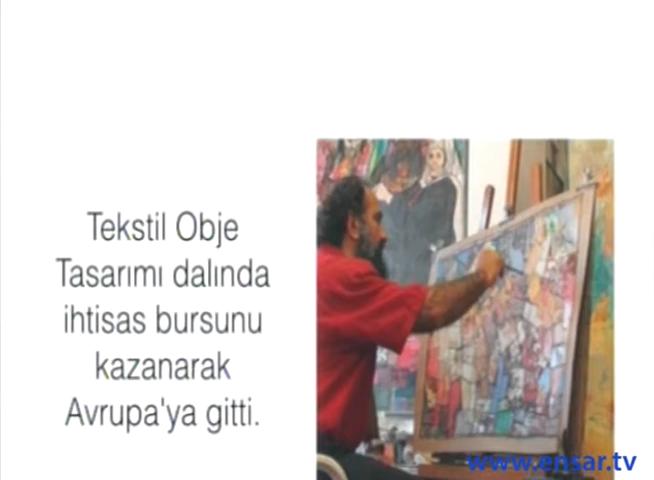 Tekstil Obje
Tasarımı dalında
ihtisas bursunu
kazanarak
Avrupa'ya gitti.
www.ensar.tv